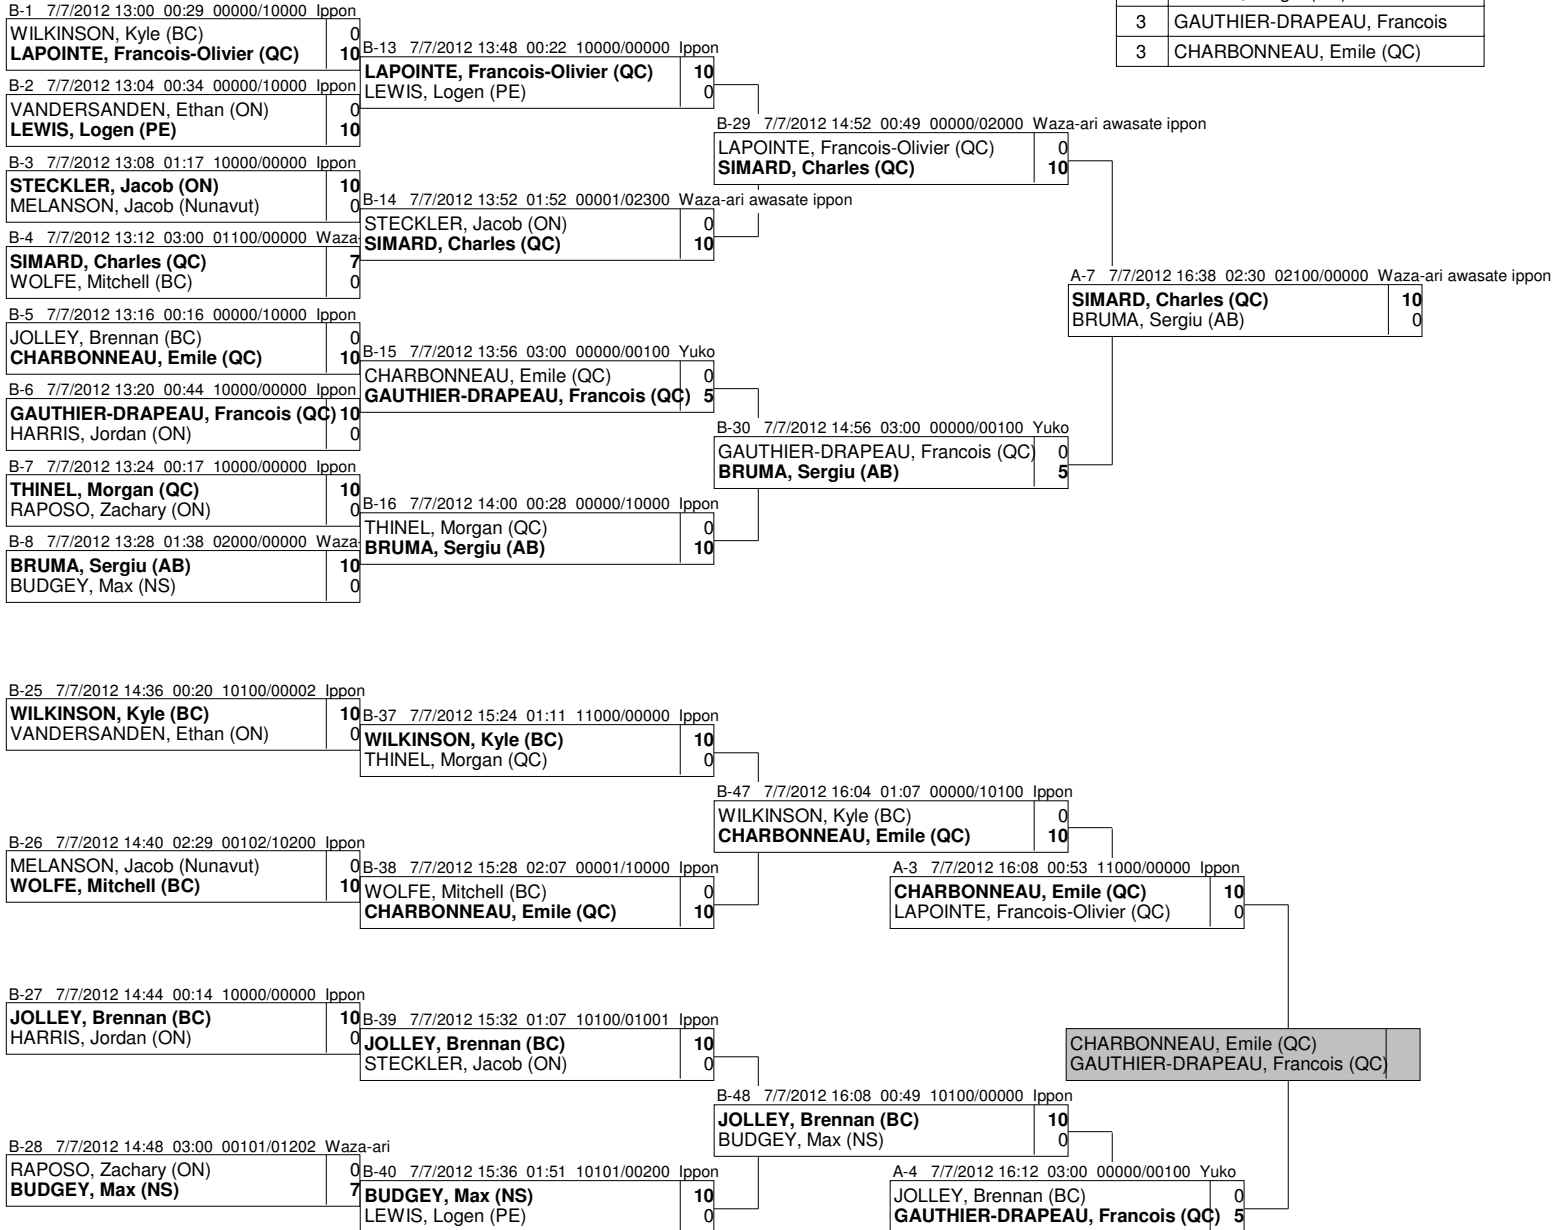 3 GAUTHIER-DRAPEAU, Francois
3 CHARBONNEAU, Emile (QC)
B-1 7/7/2012 13:00 00:29 00000/10000 Ippon
WILKINSON, Kyle (BC) 0
LAPOINTE, Francois-Olivier (QC) 10
B-2 7/7/2012 13:04 00:34 00000/10000 Ippon
VANDERSANDEN, Ethan (ON) 0
LEWIS, Logen (PE) 10
B-3 7/7/2012 13:08 01:17 10000/00000 Ippon
STECKLER, Jacob (ON) 10
MELANSON, Jacob (Nunavut) 0
B-4 7/7/2012 13:12 03:00 01100/00000 Waza-
SIMARD, Charles (QC) 7
WOLFE, Mitchell (BC) 0
B-5 7/7/2012 13:16 00:16 00000/10000 Ippon
JOLLEY, Brennan (BC) 0
CHARBONNEAU, Emile (QC) 10
B-6 7/7/2012 13:20 00:44 10000/00000 Ippon
GAUTHIER-DRAPEAU, Francois (QC) 10
HARRIS, Jordan (ON) 0
B-7 7/7/2012 13:24 00:17 10000/00000 Ippon
THINEL, Morgan (QC) 10
RAPOSO, Zachary (ON) 0
B-8 7/7/2012 13:28 01:38 02000/00000 Waza-
BRUMA, Sergiu (AB) 10
BUDGEY, Max (NS) 0
B-13 7/7/2012 13:48 00:22 10000/00000 Ippon
LAPOINTE, Francois-Olivier (QC) 10
LEWIS, Logen (PE) 0
B-14 7/7/2012 13:52 01:52 00001/02300 Waza-ari awasate ippon
STECKLER, Jacob (ON) 0
SIMARD, Charles (QC) 10
B-15 7/7/2012 13:56 03:00 00000/00100 Yuko
CHARBONNEAU, Emile (QC) 0
GAUTHIER-DRAPEAU, Francois (QC) 5
B-16 7/7/2012 14:00 00:28 00000/10000 Ippon
THINEL, Morgan (QC) 0
BRUMA, Sergiu (AB) 10
B-29 7/7/2012 14:52 00:49 00000/02000 Waza-ari awasate ippon
LAPOINTE, Francois-Olivier (QC) 0
SIMARD, Charles (QC) 10
B-30 7/7/2012 14:56 03:00 00000/00100 Yuko
GAUTHIER-DRAPEAU, Francois (QC) 0
BRUMA, Sergiu (AB) 5
A-7 7/7/2012 16:38 02:30 02100/00000 Waza-ari awasate ippon
SIMARD, Charles (QC) 10
BRUMA, Sergiu (AB) 0
B-25 7/7/2012 14:36 00:20 10100/00002 Ippon
WILKINSON, Kyle (BC) 10
VANDERSANDEN, Ethan (ON) 0
B-26 7/7/2012 14:40 02:29 00102/10200 Ippon
MELANSON, Jacob (Nunavut) 0
WOLFE, Mitchell (BC) 10
B-27 7/7/2012 14:44 00:14 10000/00000 Ippon
JOLLEY, Brennan (BC) 10
HARRIS, Jordan (ON) 0
B-28 7/7/2012 14:48 03:00 00101/01202 Waza-ari
RAPOSO, Zachary (ON) 0
BUDGEY, Max (NS) 7
B-37 7/7/2012 15:24 01:11 11000/00000 Ippon
WILKINSON, Kyle (BC) 10
THINEL, Morgan (QC) 0
B-38 7/7/2012 15:28 02:07 00001/10000 Ippon
WOLFE, Mitchell (BC) 0
CHARBONNEAU, Emile (QC) 10
B-39 7/7/2012 15:32 01:07 10100/01001 Ippon
JOLLEY, Brennan (BC) 10
STECKLER, Jacob (ON) 0
B-40 7/7/2012 15:36 01:51 10101/00200 Ippon
BUDGEY, Max (NS) 10
LEWIS, Logen (PE) 0
B-47 7/7/2012 16:04 01:07 00000/10100 Ippon
WILKINSON, Kyle (BC) 0
CHARBONNEAU, Emile (QC) 10
B-48 7/7/2012 16:08 00:49 10100/00000 Ippon
JOLLEY, Brennan (BC) 10
BUDGEY, Max (NS) 0
A-3 7/7/2012 16:08 00:53 11000/00000 Ippon
CHARBONNEAU, Emile (QC) 10
LAPOINTE, Francois-Olivier (QC) 0
A-4 7/7/2012 16:12 03:00 00000/00100 Yuko
JOLLEY, Brennan (BC) 0
GAUTHIER-DRAPEAU, Francois (QC) 5
CHARBONNEAU, Emile (QC)
GAUTHIER-DRAPEAU, Francois (QC)